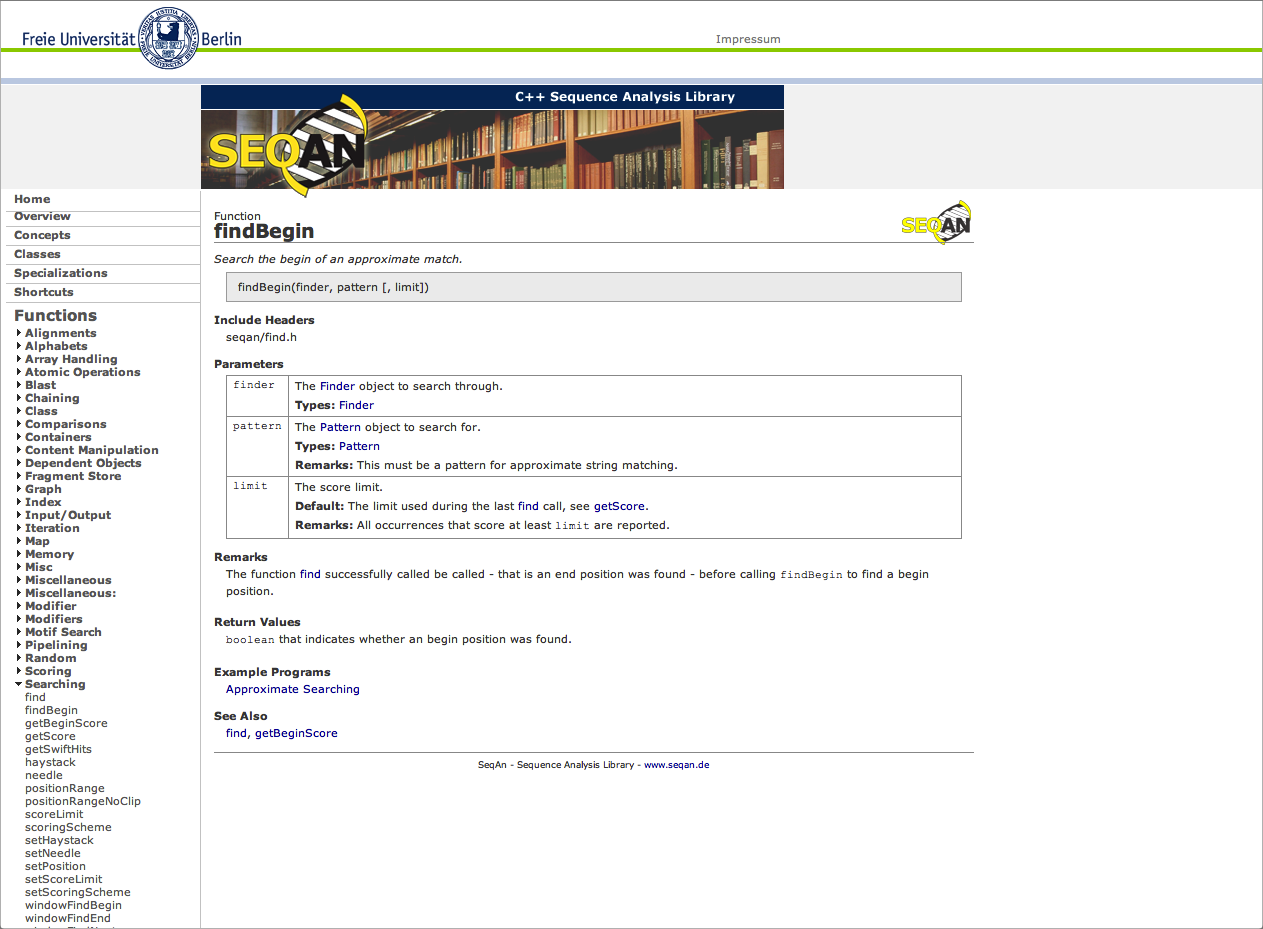 Freie Universität Berlin
Impressum
C++ Sequence Analysis Library
SEQAN
Home
Overview
Concepts
Classes
Specializations
Shortcuts
Functions
Alignments
Alphabets
Array Handling
Atomic Operations
Blast
Chaining
Class
Comparisons
Containers
Content Manipulation
Dependent Objects
Fragment Store
Graph
Index
Input/Output
Iteration
Map
Memory
Misc
Miscellaneous
Miscellaneous:
Modifier
Modifiers
Motif Search
Pipelining
Random
Scoring
Searching
find
findBegin
getBeginScore
getScore
getSwiftHits
haystack
needle
positionRange
positionRangeNoClip
scoreLimit
scoringScheme
setHaystack
setNeedle
setPosition
setScoreLimit
setScoringScheme
windowFindBegin
windowFindEnd
Function
findBegin
SEQAN
Search the begin of an approximate match.
findBegin(finder, pattern [, limit])
Include Headers
seqan/find.h
Parameters
finder
The Finder object to search through.
Types: Finder
pattern
The Pattern object to search for.
Types: Pattern
Remarks: This must be a pattern for approximate string matching.
limit
The score limit.
Default: The limit used during the last find call, see getScore.
Remarks: All occurrences that score at least limit are reported.
Remarks
The function find successfully called be called - that is an end position was found - before calling findBegin to find a begin
position.
Return Values
boolean that indicates whether an begin position was found.
Example Programs
Approximate Searching
See Also
find, getBeginScore
SeqAn - Sequence Analysis Library - www.seqan.de